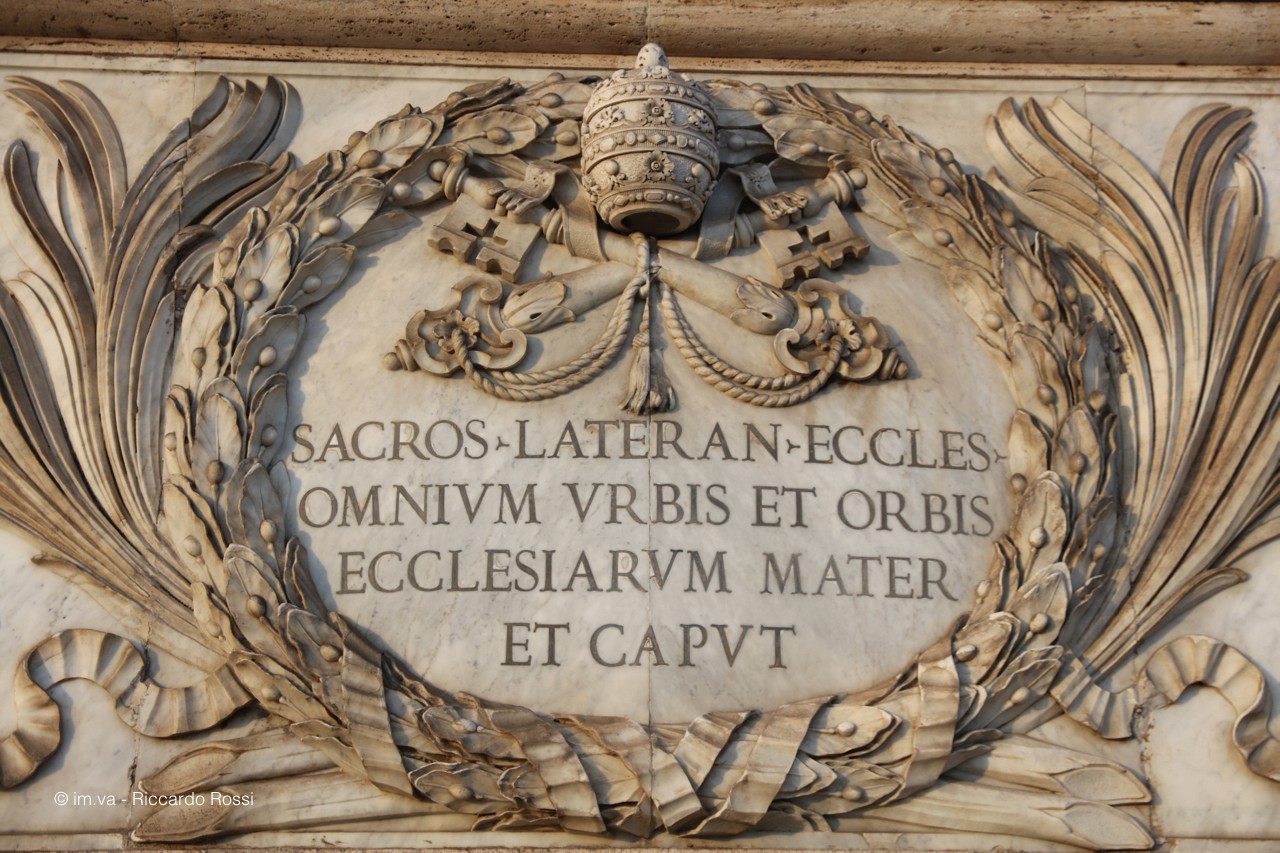 SACROS·LATERAN·ECCLES·
OMNIVM VRBIS ET ORBIS
ECCLESIARVM MATER
ET CAPVT
© im.va - Riccardo Rossi